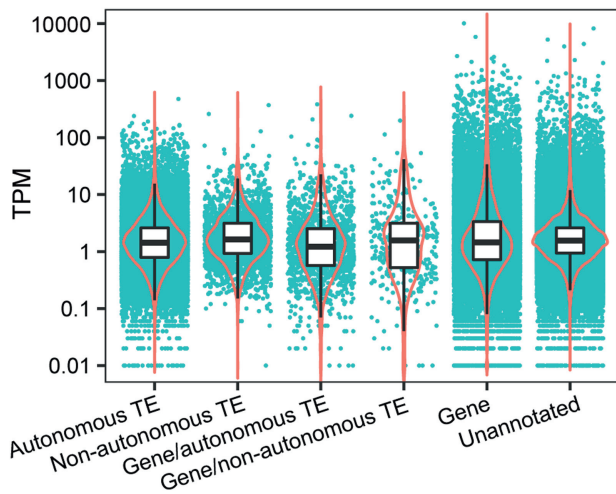 10000
1000
100
10
1
0.1
0.01
TPM
Autonomous TE
Non-autonomous TE
Gene/autonomous TE
Gene/non-autonomous TE
Gene
Unannotated